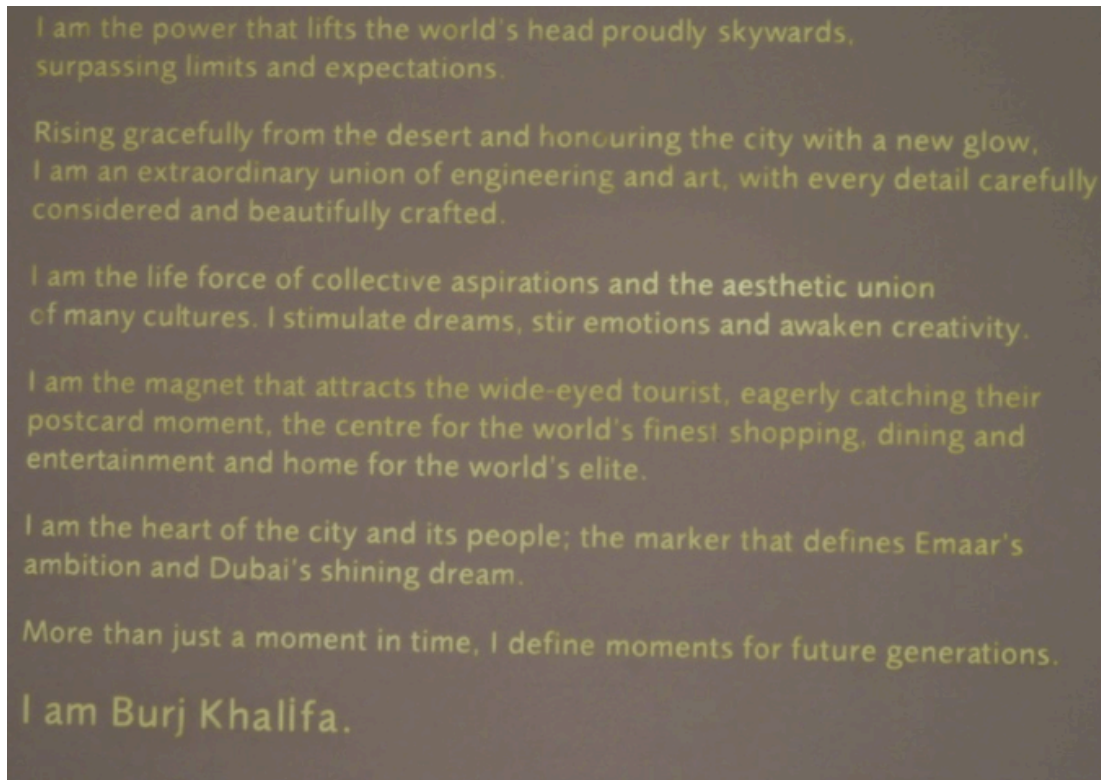 I am the power that lifts the world's head proudly skywards,
surpassing limits and expectations.
Rising gracefully from the desert and honouring the city with a new glow,
I am an extraordinary union of engineering and art, with every detail carefully
considered and beautifully crafted.
I am the life force of collective aspirations and the aesthetic union
of many cultures. I stimulate dreams, stir emotions and awaken creativity.
I am the magnet that attracts the wide-eyed tourist, eagerly catching their
postcard moment, the centre for the world's finest shopping, dining and
entertainment and home for the world's elite.
I am the heart of the city and its people; the marker that defines Emaar's
ambition and Dubai's shining dream.
More than just a moment in time, I define moments for future generations.
I am Burj Khalifa.